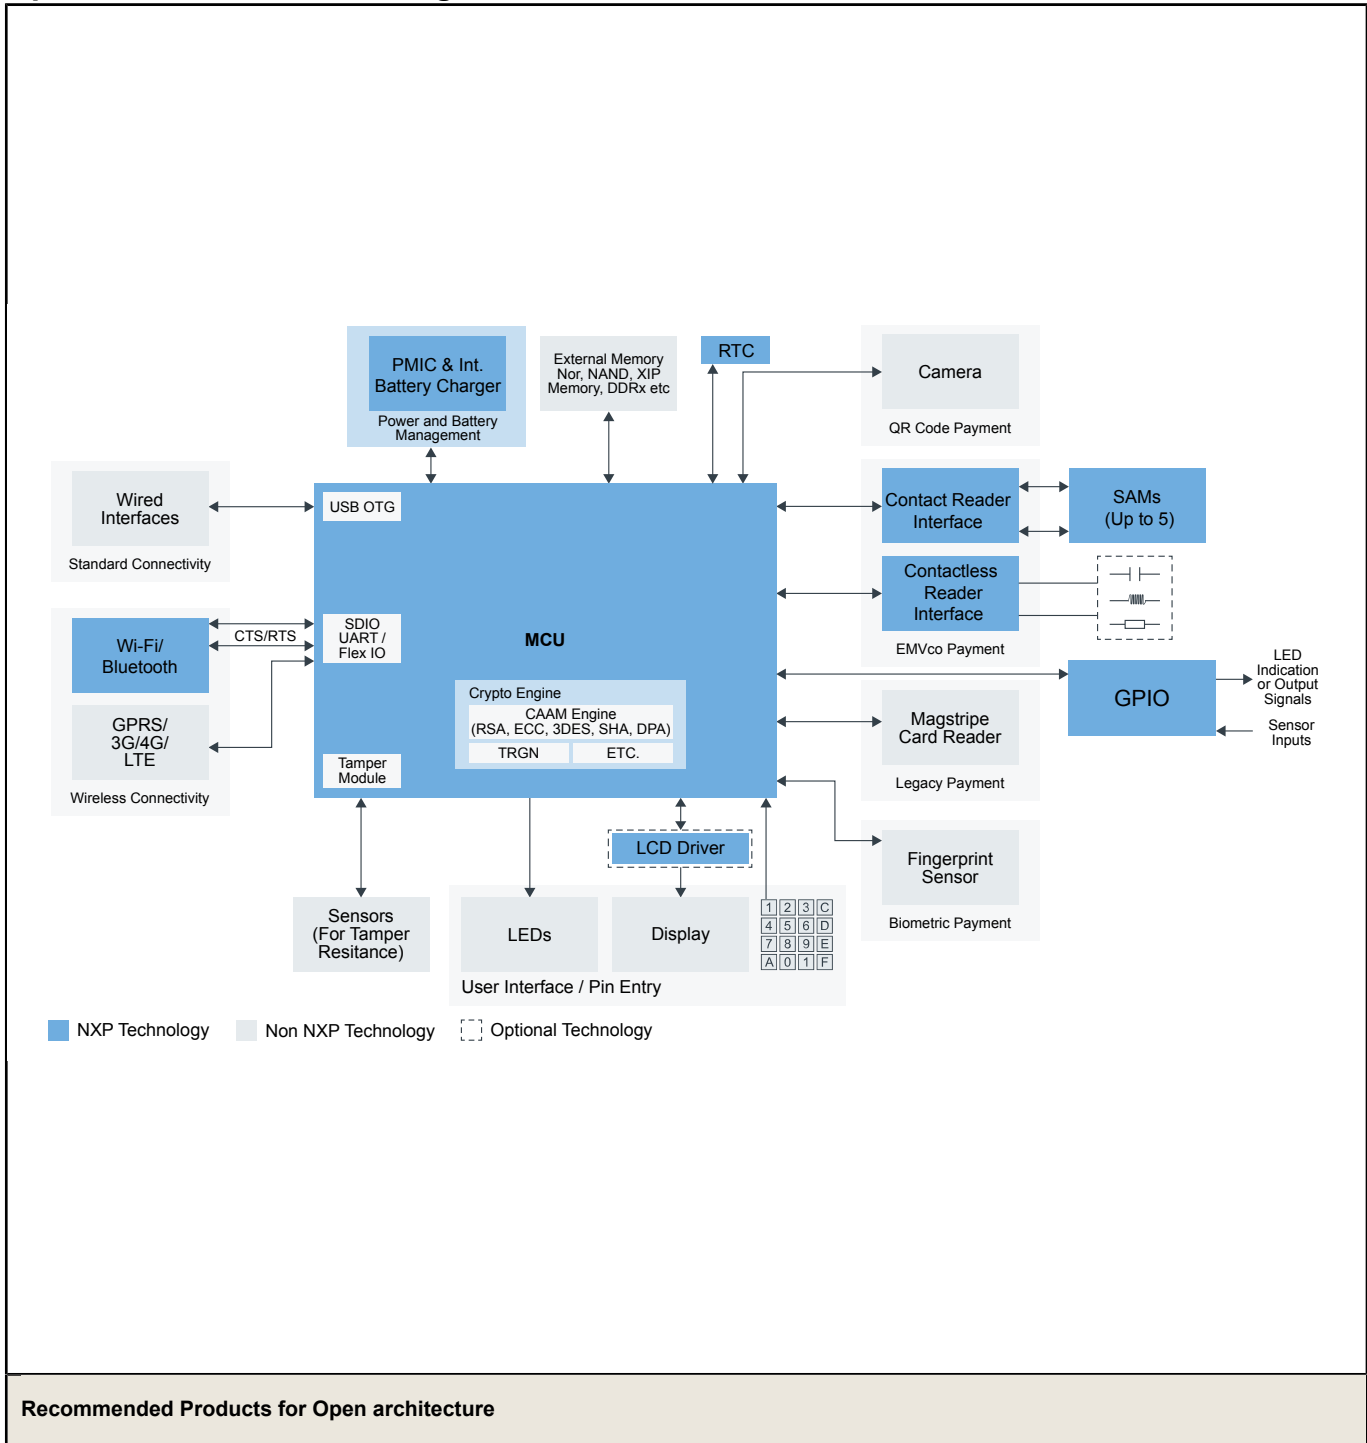 PMIC & Int.
Battery Charger
Power and Battery
Management
External Memory
Nor, NAND, XIP
Memory, DDRx etc
RTC
Camera
QR Code Payment
Wired
Interfaces
Standard Connectivity
USB OTG
Contact Reader
Interface
SAMs
(Up to 5)
Contactless
Reader
Interface
EMVco Payment
Wi-Fi/
Bluetooth
CTS/RTS
SDIO
UART /
Flex IO
MCU
GPRS/
3G/4G/
LTE
Wireless Connectivity
Crypto Engine
CAAM Engine
(RSA, ECC, 3DES, SHA, DPA)
TRGN
ETC.
Tamper
Module
GPIO
LED
Indication
or Output
Signals
Sensor
Inputs
Magstripe
Card Reader
Legacy Payment
LCD Driver
Fingerprint
Sensor
Biometric Payment
Sensors
(For Tamper
Resitance)
LEDs
Display
1 2 3 C
4 5 6 D
7 8 9 E
A 0 1 F
User Interface / Pin Entry
NXP Technology
Non NXP Technology
Optional Technology
Recommended Products for Open architecture